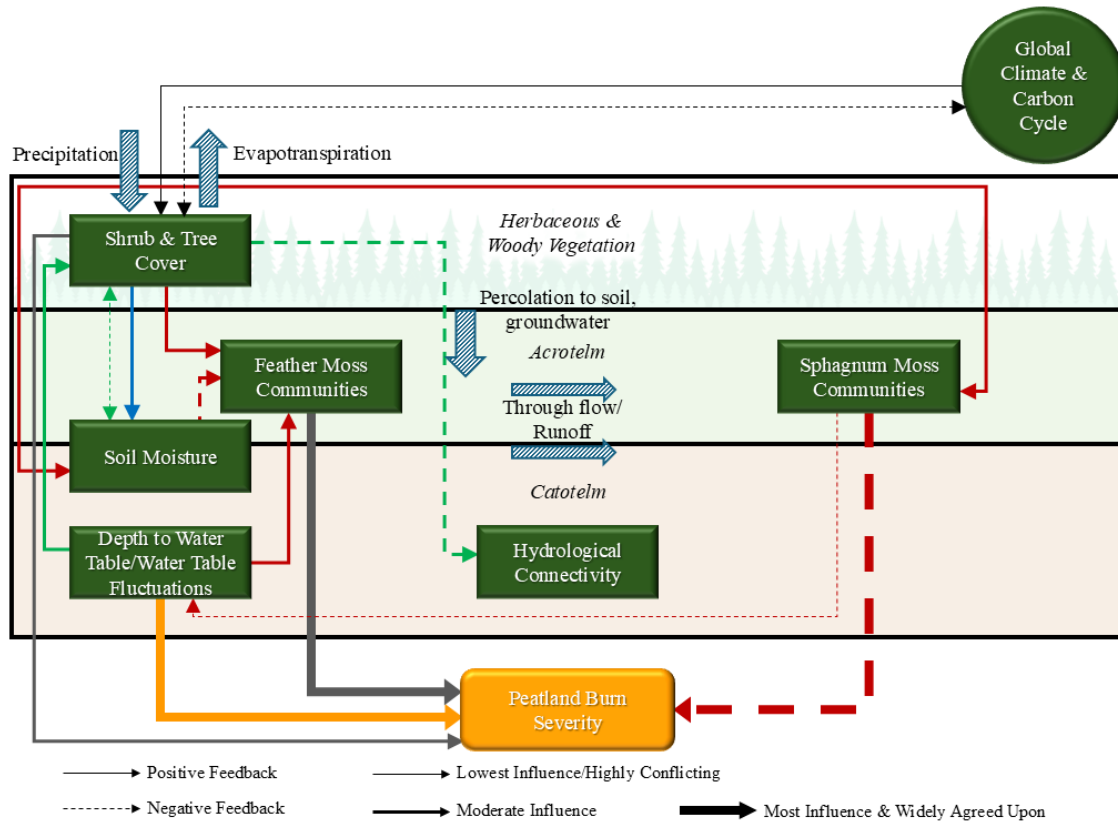 Global
Climate &
Carbon
Cycle
Precipitation
Evapotranspiration
Shrub & Tree
Cover
Herbaceous &
Woody Vegetation
Percolation to soil,
groundwater
Acrotelm
Feather Moss
Communities
Sphagnum Moss
Communities
Through flow/
Runoff
Soil Moisture
Catotelm
Depth to Water
Table/Water Table
Fluctuations
Hydrological
Connectivity
Peatland Burn
Severity
Positive Feedback
Lowest Influence/Highly Conflicting
Negative Feedback
Moderate Influence
Most Influence & Widely Agreed Upon